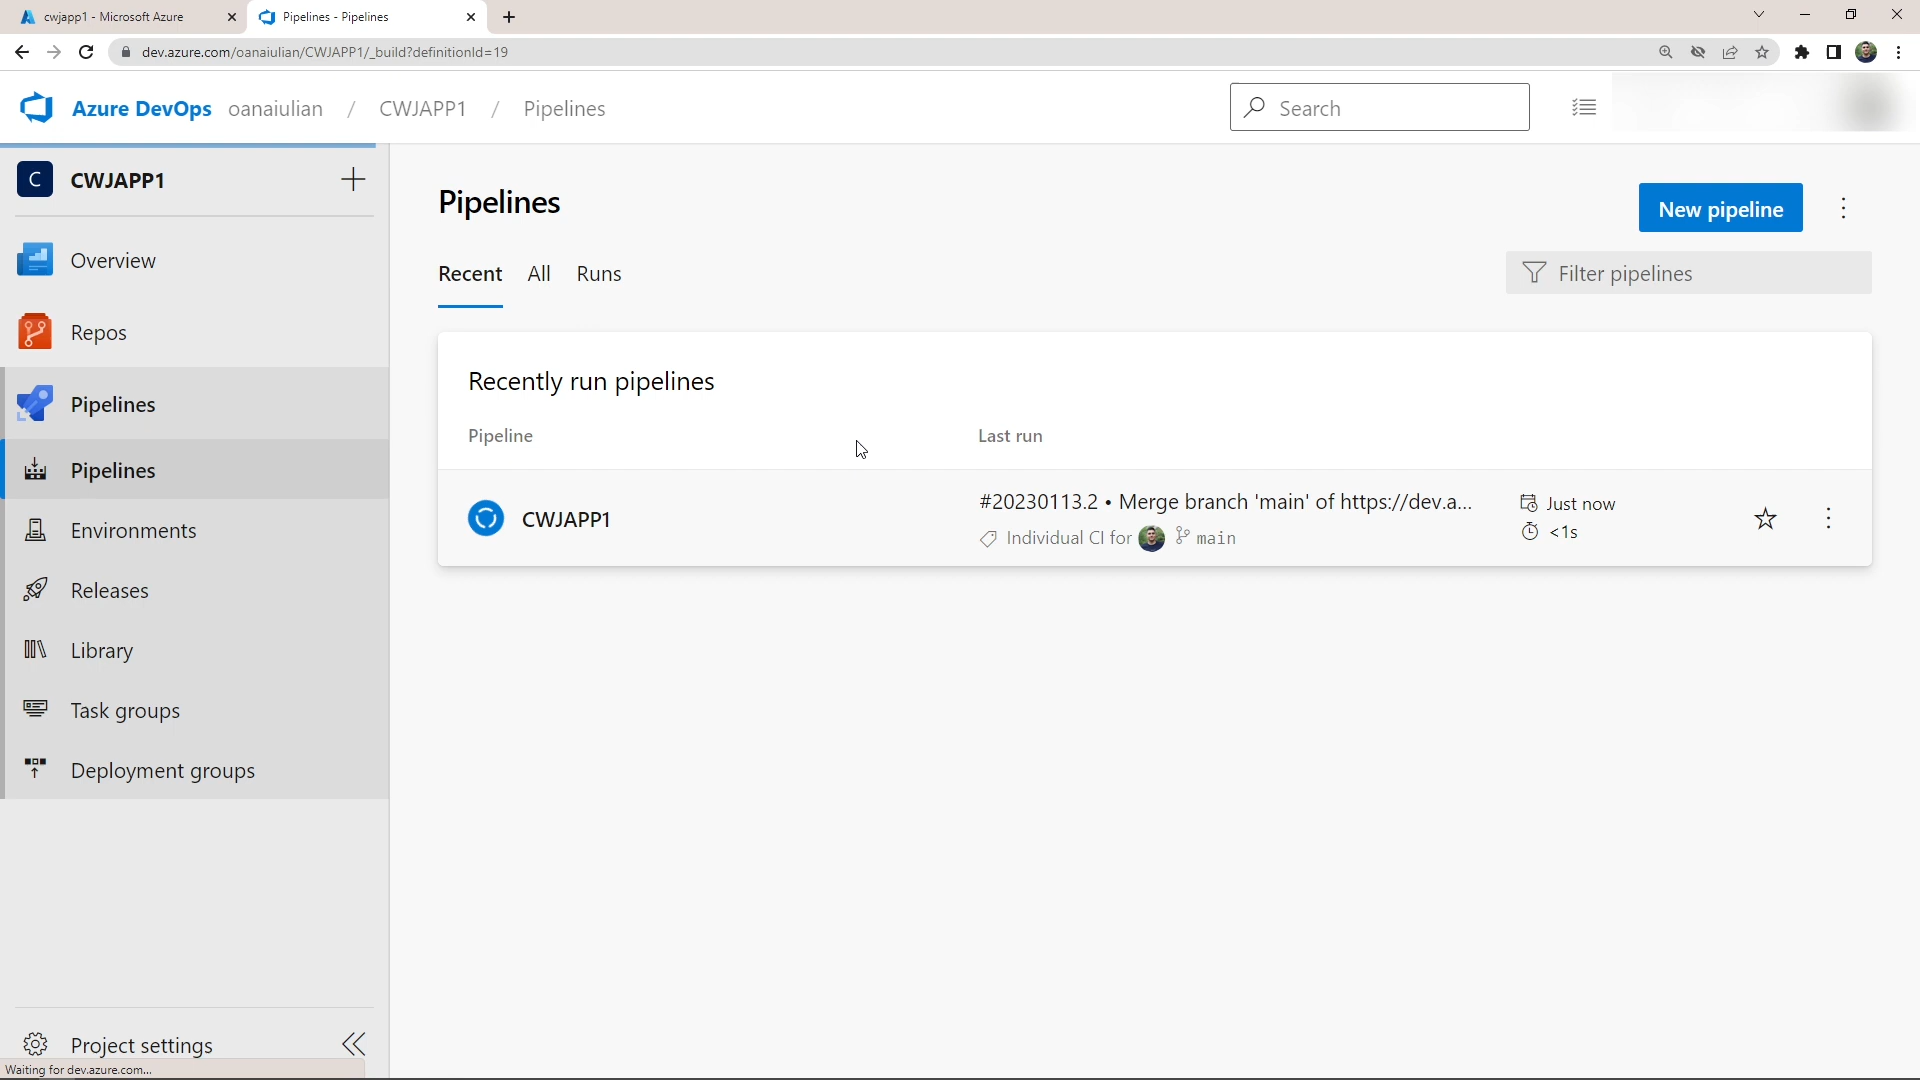 cwjapp1 - Microsoft Azure
Pipelines - Pipelines
dev.azure.com/oanaiulian/CWJAPP1/_build?definitionId=19
Azure DevOps oanaiulian / CWJAPP1 / Pipelines
Search
C CWJAPP1
Overview
Repos
Pipelines
Pipelines
Environments
Releases
Library
Task groups
Deployment groups
Project settings
Waiting for dev.azure.com...
Pipelines
New pipeline
Recent All Runs
Filter pipelines
Recently run pipelines
Pipeline Last run
CWJAPP1
#20230113.2 • Merge branch 'main' of https://dev.a...
Individual CI for main
Just now
<1s